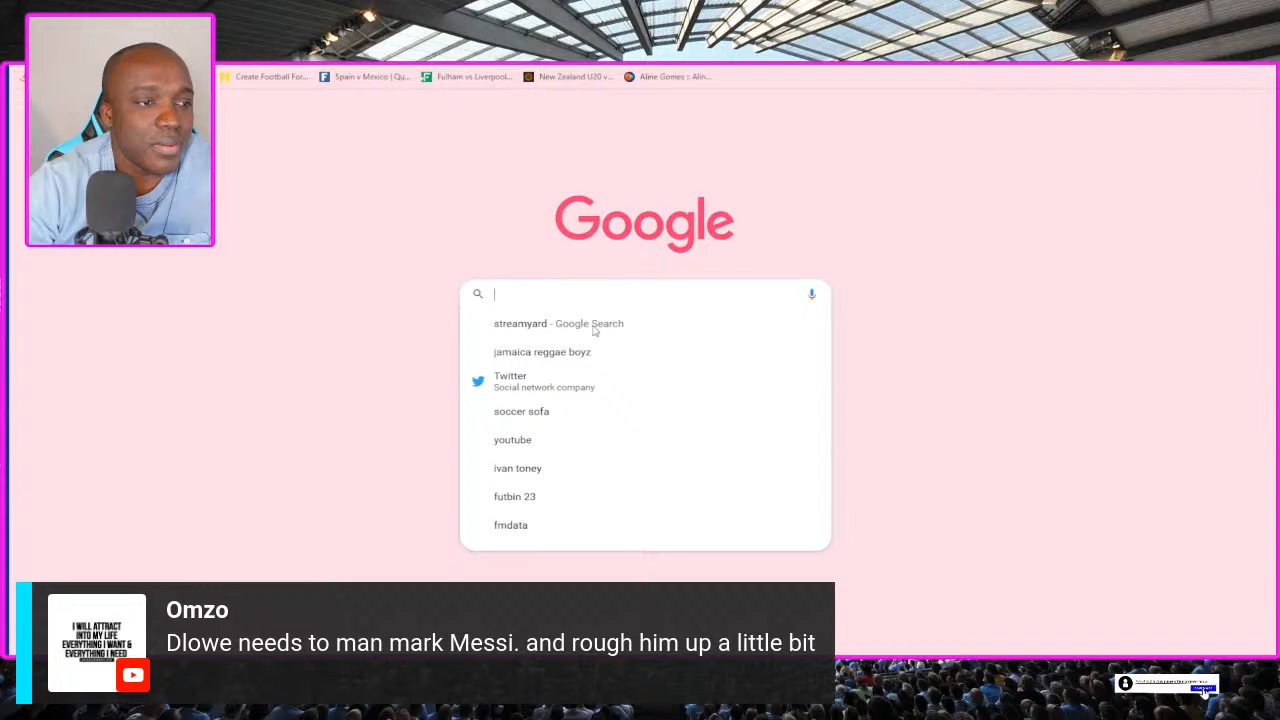 Create Football For...
Spain v Mexico | Qu...
Fulham vs Liverpool...
New Zealand U20 v...
Aline Gomes :: Alin...
Google
streamyard - Google Search
jamaica reggae boyz
Twitter
Social network company
soccer sofa
youtube
ivan toney
futbin 23
fmdata
I WILL ATTRACT
INTO MY LIFE
EVERYTHING I WANT &
EVERYTHING I NEED
Omzo
Dlowe needs to man mark Messi. and rough him up a little bit